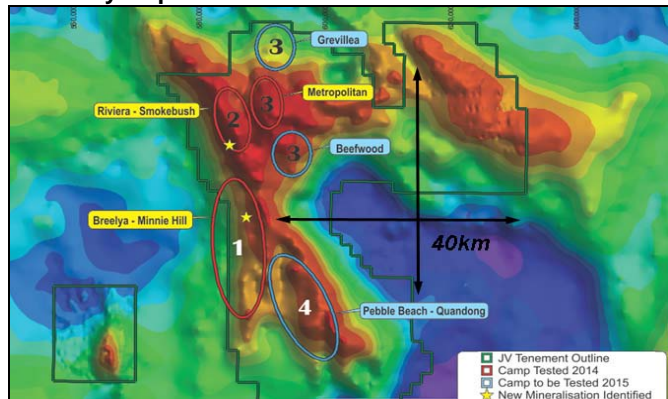 Grevillea
3
Metropolitan
3
Riviera - Smokebush
2
3
Beefwood
Breelya - Minnie Hill
1
40km
4
Pebble Beach - Quandong
JV Tenement Outline
Camp Tested 2014
Camp to be Tested 2015
New Mineralisation Identified